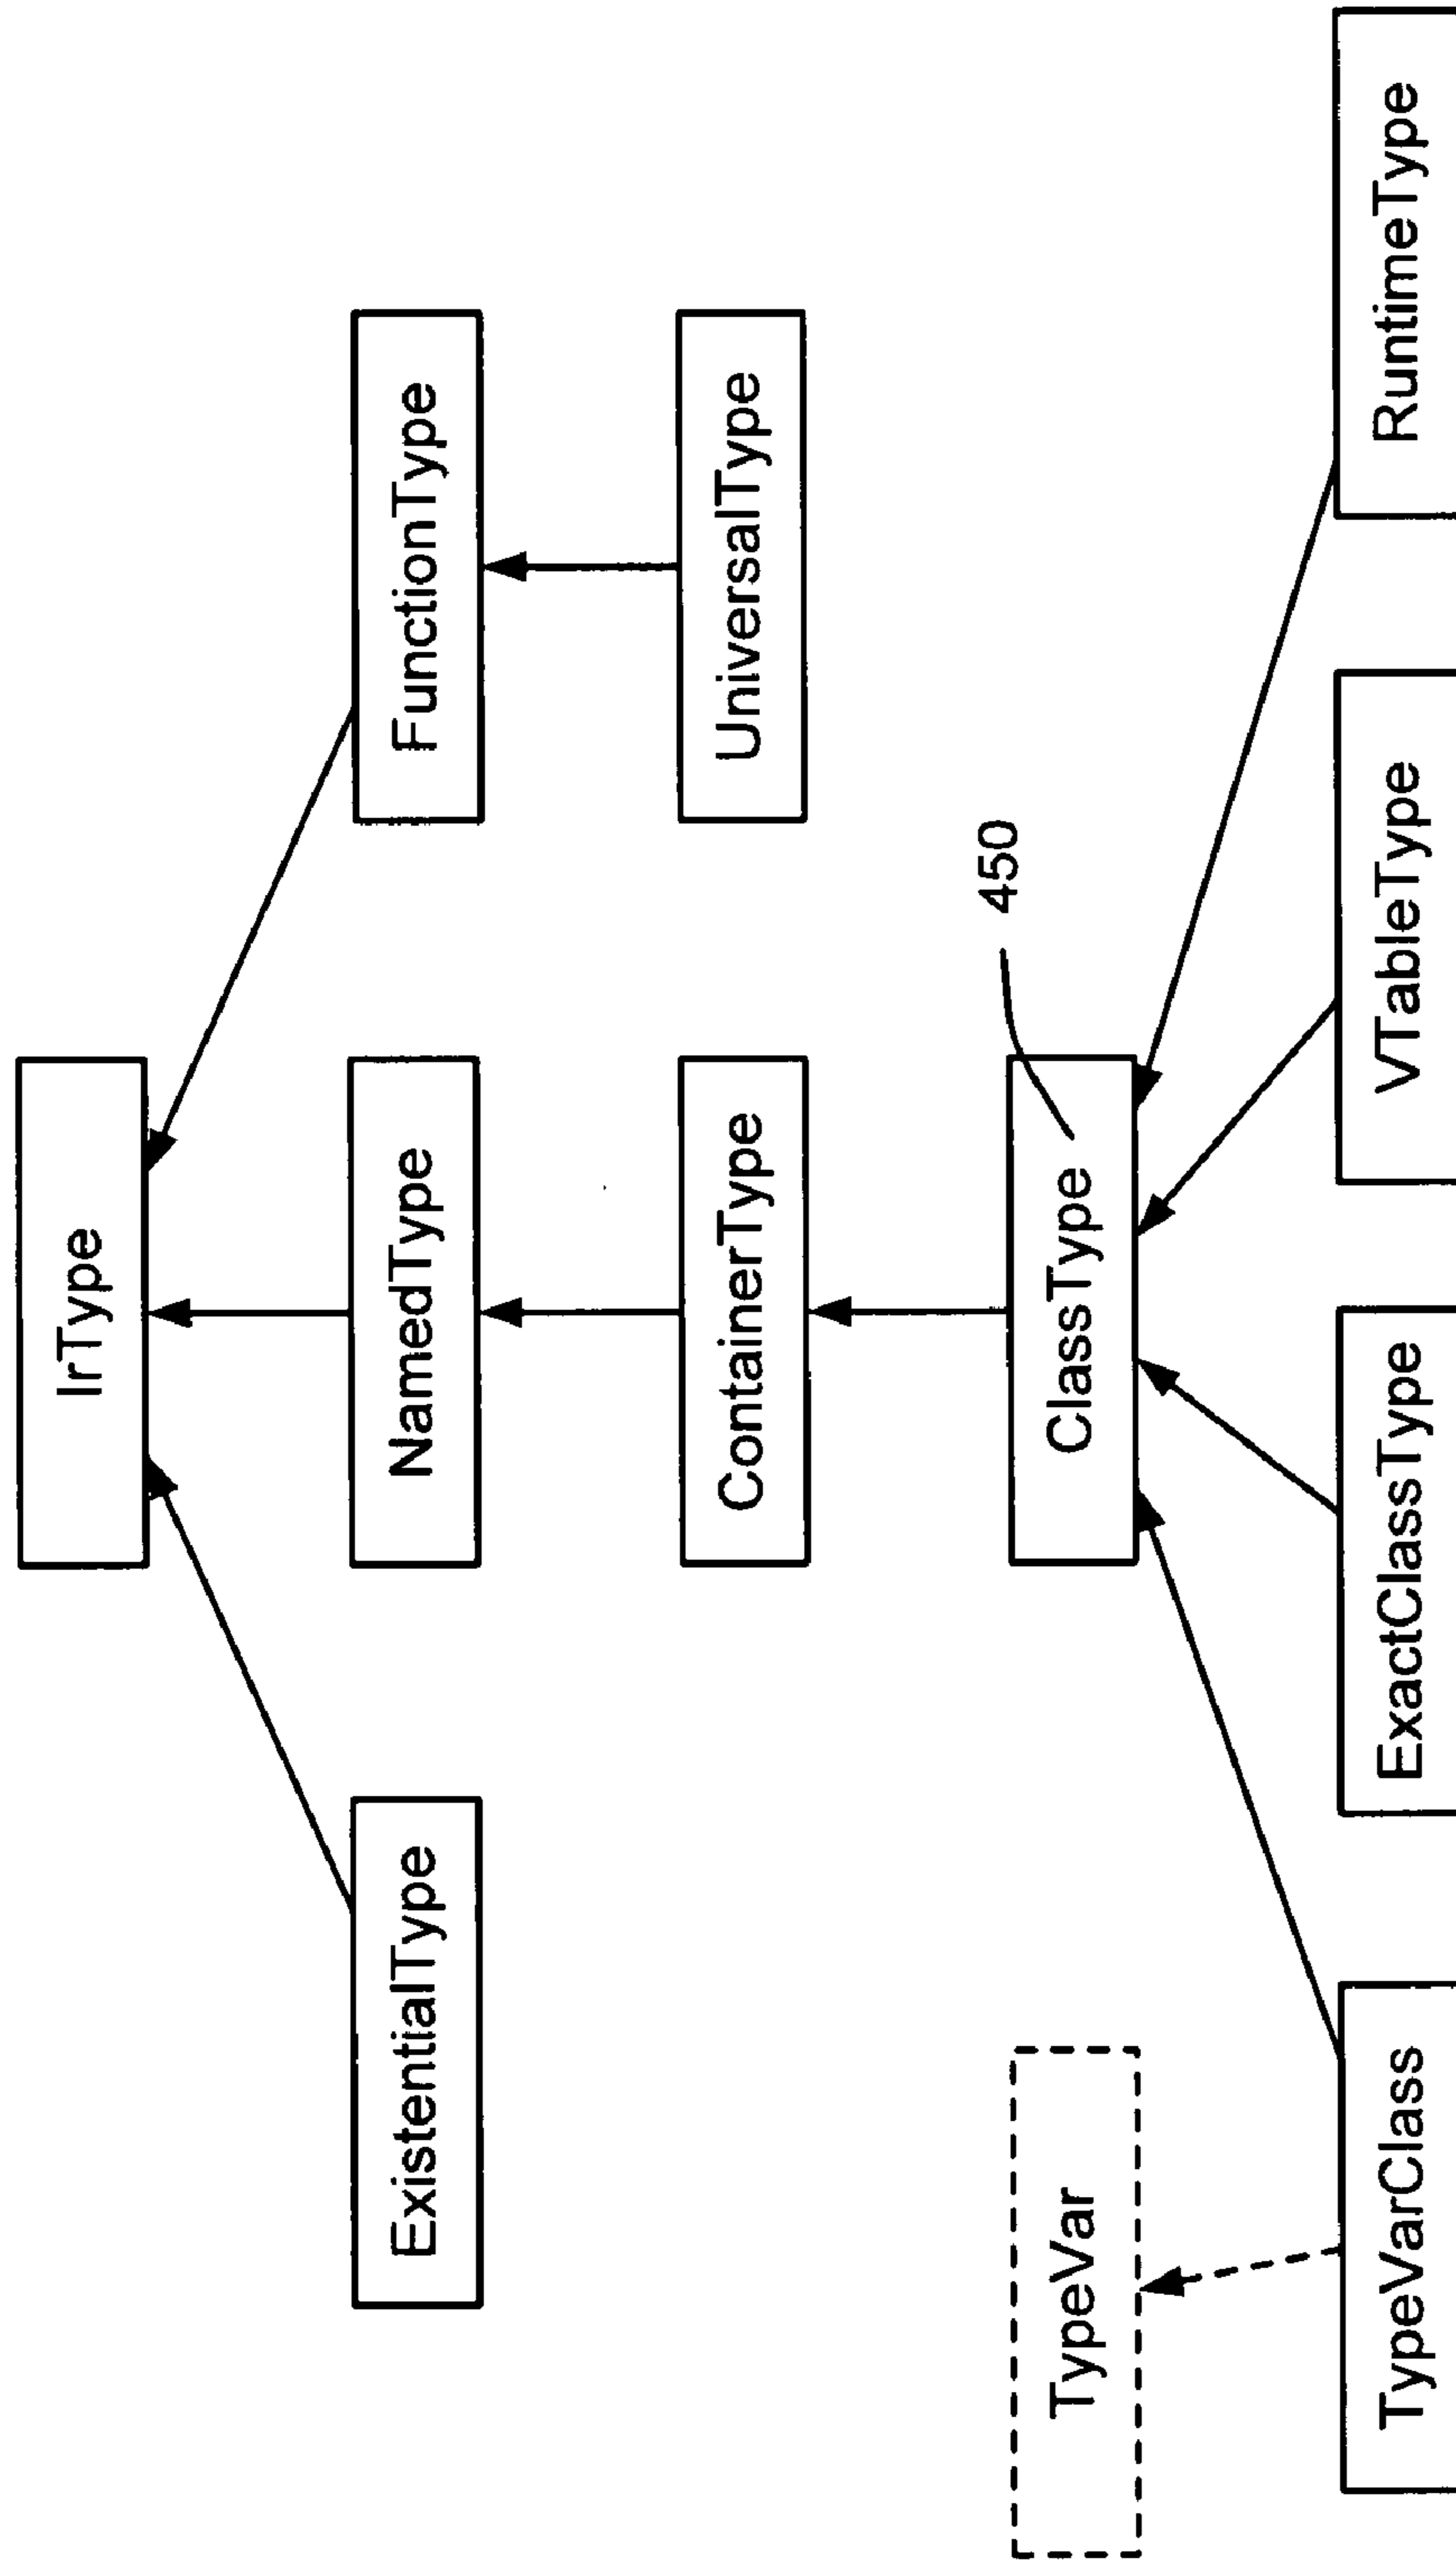 IrType
ExistentialType
NamedType
FunctionType
ContainerType
UniversalType
450
TypeVar
ClassType
TypeVarClass
ExactClassType
VTableType
RuntimeType